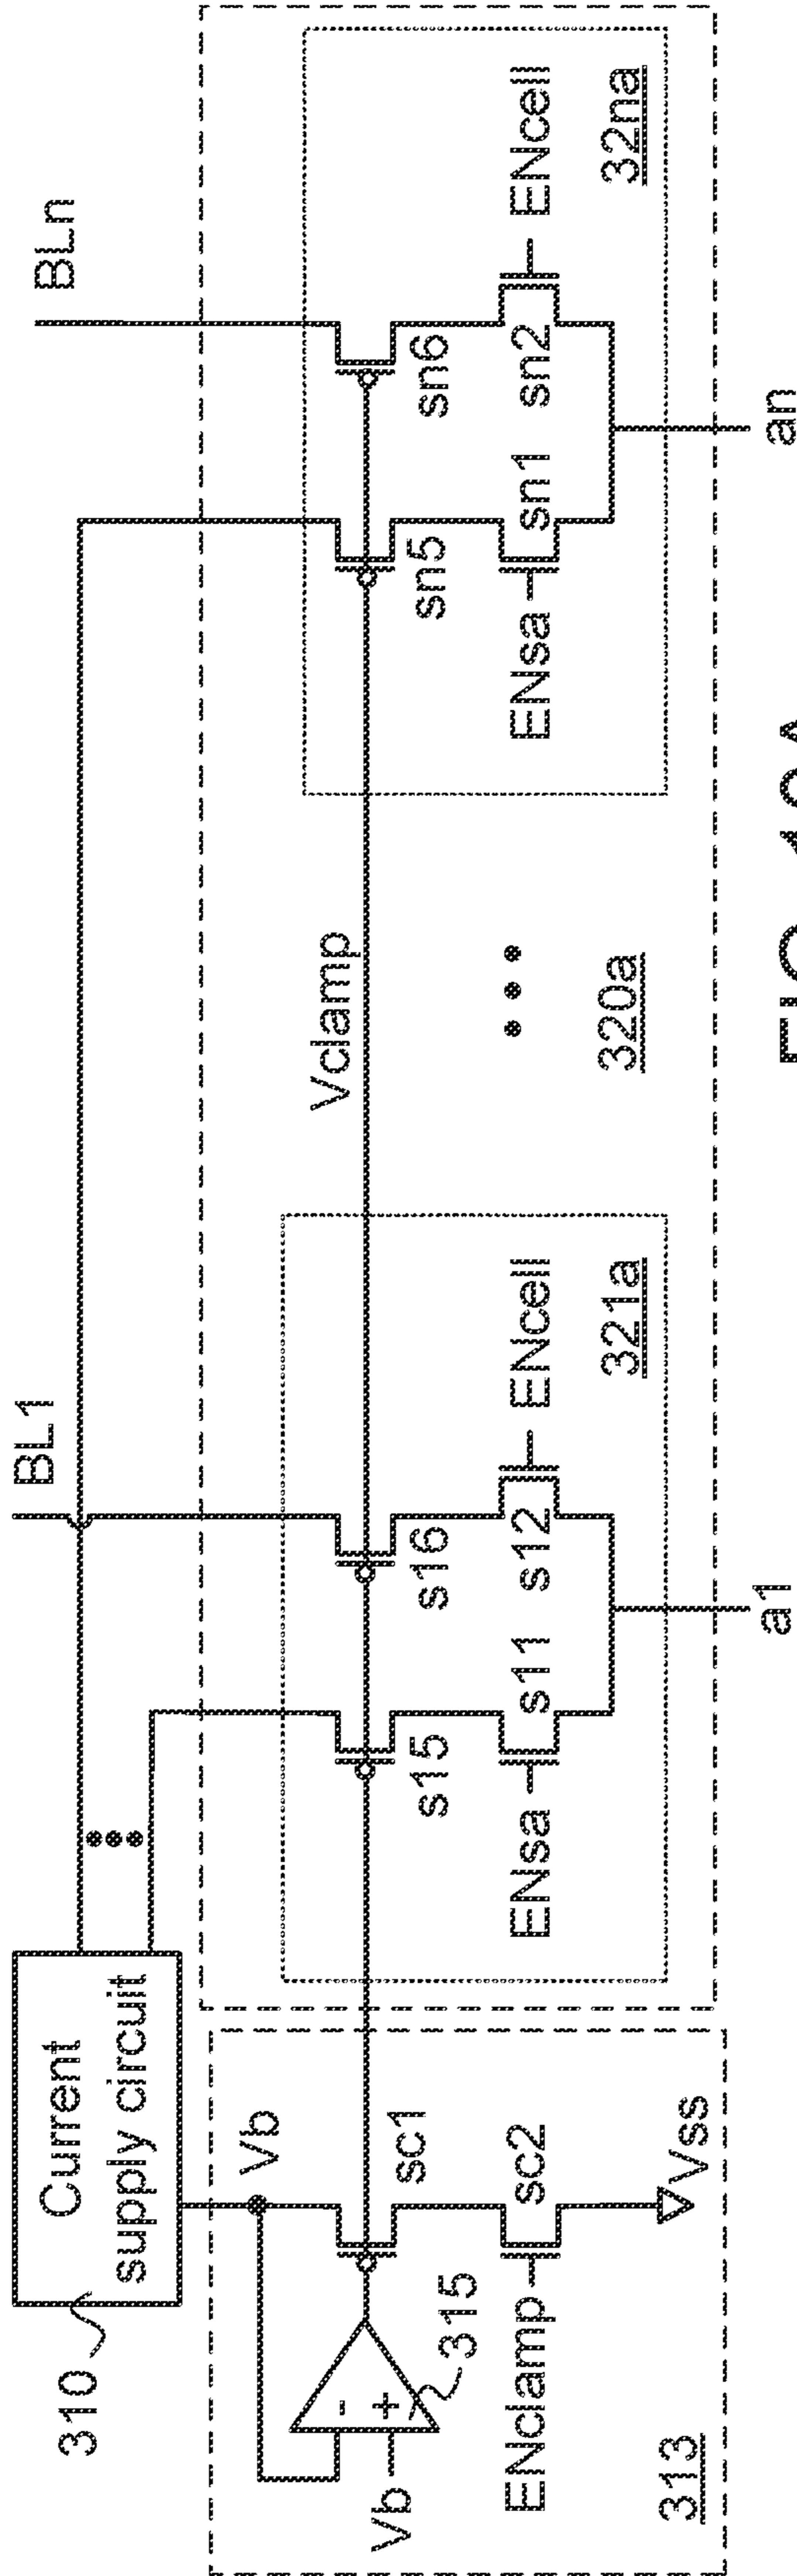 Current
supply circuit
310
BL1
BLn
Vb
Vb
-
+
315
sc1
ENclamp
sc2
Vss
313
Vclamp
s15
s16
ENsa
s11
s12
ENcell
321a
a1
320a
sn5
sn6
ENsa
sn1
sn2
ENcell
32na
an